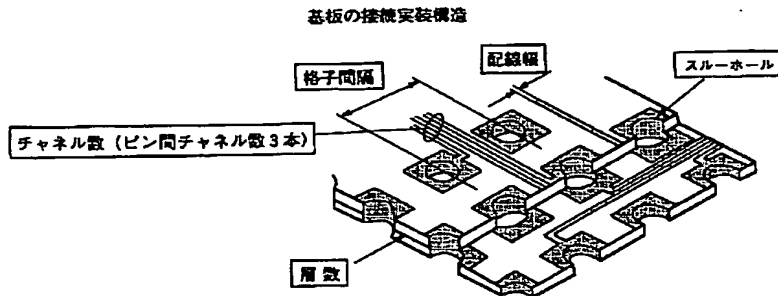 基板の接続実装構造
配線幅
スルーホール
格子間隔
チャネル数（ピン間チャネル数3本）
層数